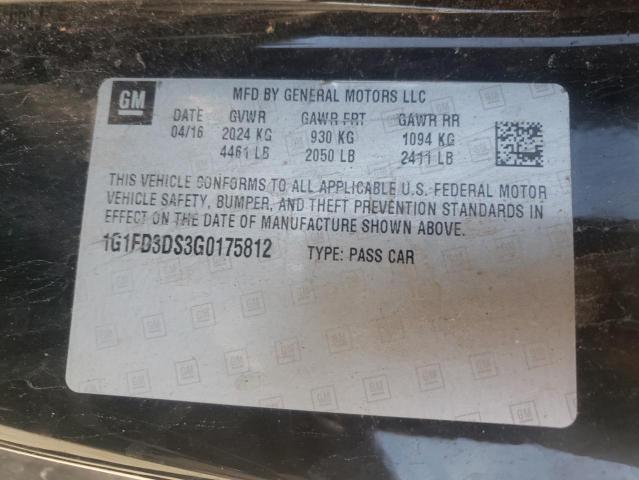 GM
MFD BY GENERAL MOTORS LLC
DATE GVWR GAWR FRT GAWR RR
04/16 2024 KG 930 KG 1094 KG
4461 LB 2050 LB 2411 LB
THIS VEHICLE CONFORMS TO ALL APPLICABLE U.S. FEDERAL MOTOR
VEHICLE SAFETY, BUMPER, AND THEFT PREVENTION STANDARDS IN
EFFECT ON THE DATE OF MANUFACTURE SHOWN ABOVE.
1G1FD3DS3G0175812 TYPE: PASS CAR